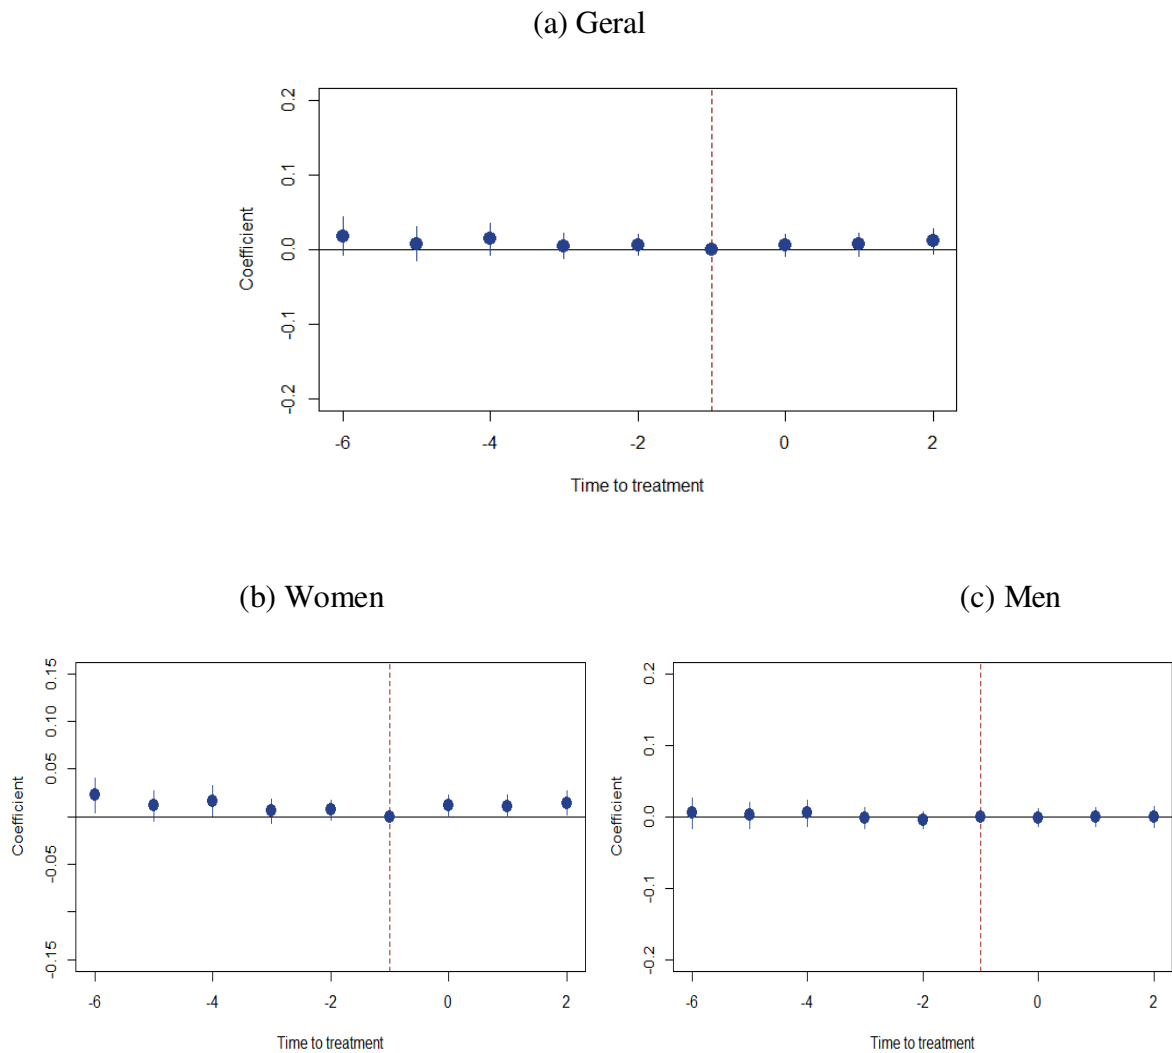 (a) Geral
0.2
0.1
0.0
-0.1
-0.2
Coefficient
-6 -4 -2 0 2
Time to treatment
(b) Women
0.15
0.10
0.05
-0.05
-0.15
Coefficient
-6 -4 -2 0 2
Time to treatment
(c) Men
0.2
0.1
0.0
-0.1
-0.2
Coefficient
-6 -4 -2 0 2
Time to treatment